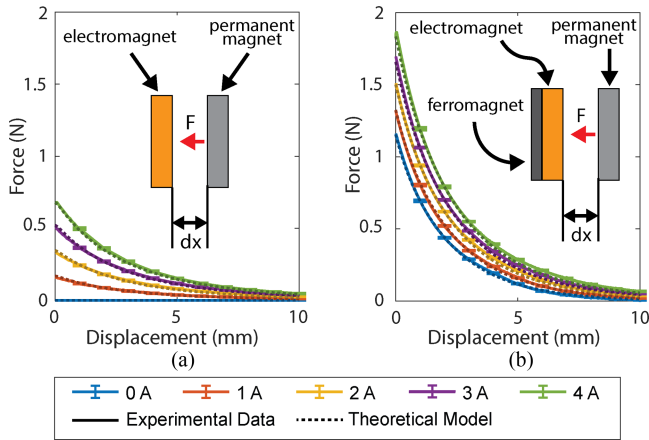 2
1.5
1
0.5
0
Force (N)
electromagnet
permanent
magnet
F
dx
0
5
10
Displacement (mm)
(a)
2
1.5
1
0.5
0
Force (N)
electromagnet
permanent
magnet
ferromagnet
F
dx
0
5
10
Displacement (mm)
(b)
0 A 1 A 2 A 3 A 4 A
Experimental Data Theoretical Model